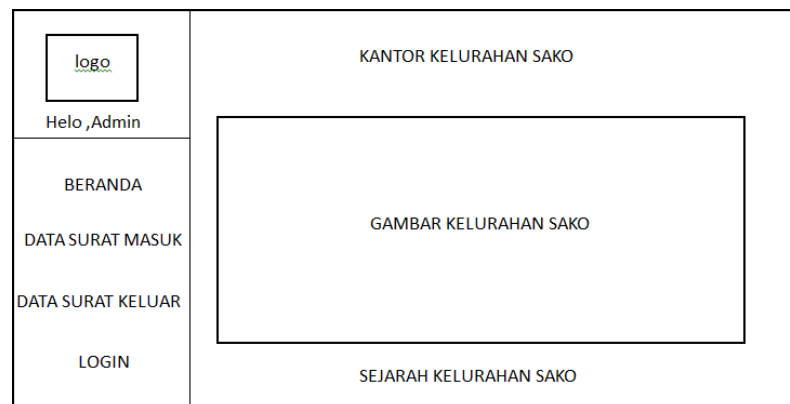 logo
Helo ,Admin
BERANDA
DATA SURAT MASUK
DATA SURAT KELUAR
LOGIN
KANTOR KELURAHAN SAKO
GAMBAR KELURAHAN SAKO
SEJARAH KELURAHAN SAKO